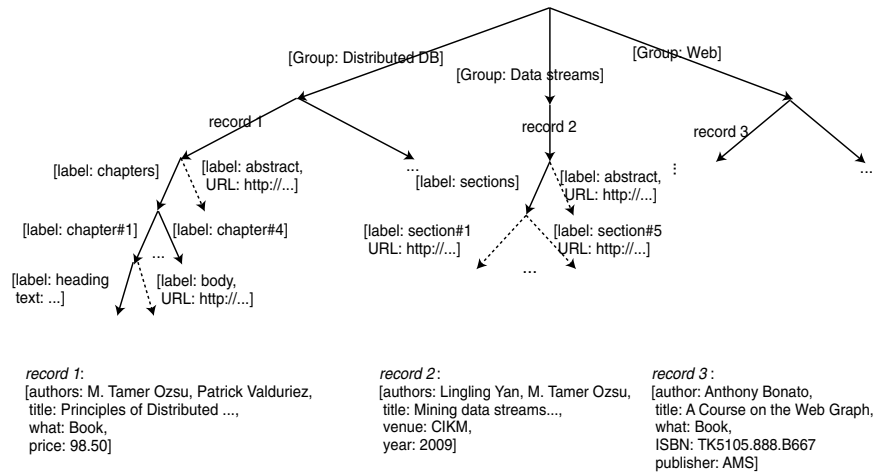 [Group: Distributed DB]
[Group: Data streams]
[Group: Web]
record 1
record 2
record 3
[label: chapters]
[label: abstract,
URL: http://...]
...
[label: sections]
[label: abstract,
URL: http://...]
...
...
[label: chapter#1]
[label: chapter#4]
[label: section#1
URL: http://...]
[label: section#5
URL: http://...]
...
...
[label: heading
text: ...]
[label: body,
URL: http://...]
record 1:
[authors: M. Tamer Ozsu, Patrick Valduriez,
title: Principles of Distributed ...,
what: Book,
price: 98.50]
record 2:
[authors: Lingling Yan, M. Tamer Ozsu,
title: Mining data streams...,
venue: CIKM,
year: 2009]
record 3:
[author: Anthony Bonato,
title: A Course on the Web Graph,
what: Book,
ISBN: TK5105.888.B667
publisher: AMS]